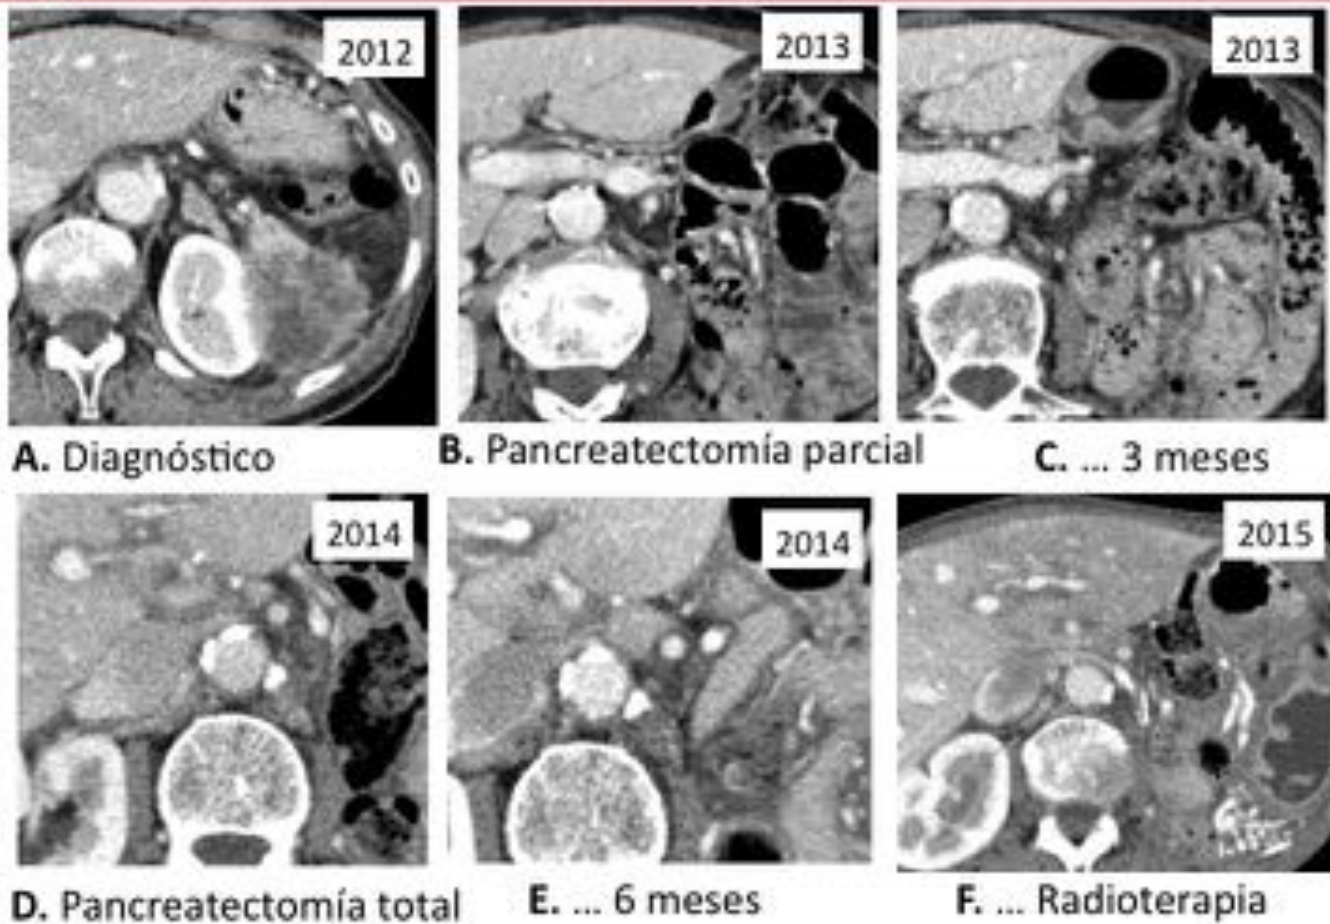 2012
2013
2013
A. Diagnóstico
B. Pancreatectomía parcial
C. ... 3 meses
2014
2014
2015
D. Pancreatectomía total
E. ... 6 meses
F. ... Radioterapia